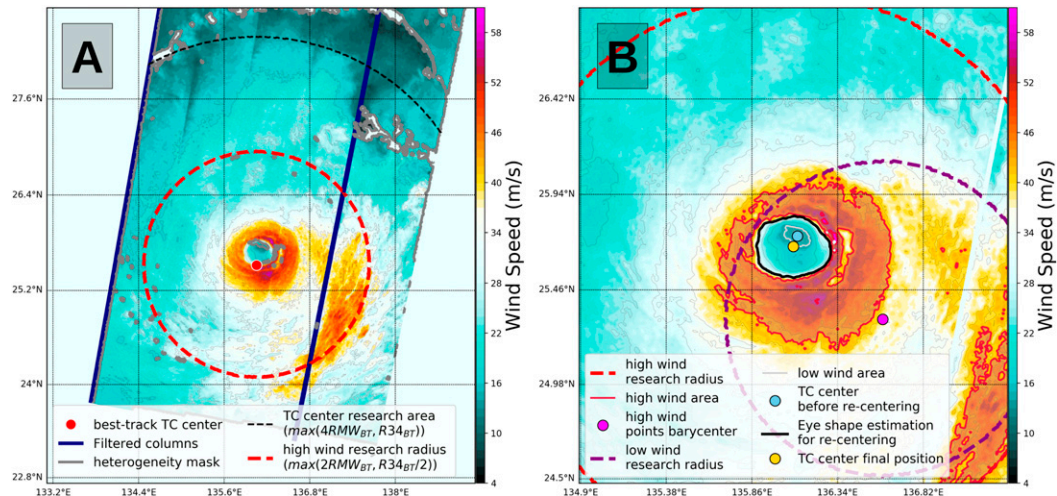 A
27.6°N
26.4°N
25.2°N
24°N
22.8°N
133.2°E
134.4°E
135.6°E
136.8°E
138°E
best-track TC center
Filtered columns
heterogeneity mask
TC center research area
(max(4RMW_BT, R34_BT))
high wind research radius
(max(2RMW_BT, R34_BT/2))
58
52
46
40
34
28
22
16
10
4
Wind Speed (m/s)
B
26.42°N
25.94°N
25.46°N
24.98°N
24.5°N
134.9°E
135.38°E
135.86°E
136.34°E
136.82°E
high wind
research radius
high wind area
high wind
points barycenter
low wind
research radius
low wind area
TC center
before re-centering
Eye shape estimation
for re-centering
TC center final position
58
52
46
40
34
28
22
16
10
4
Wind Speed (m/s)